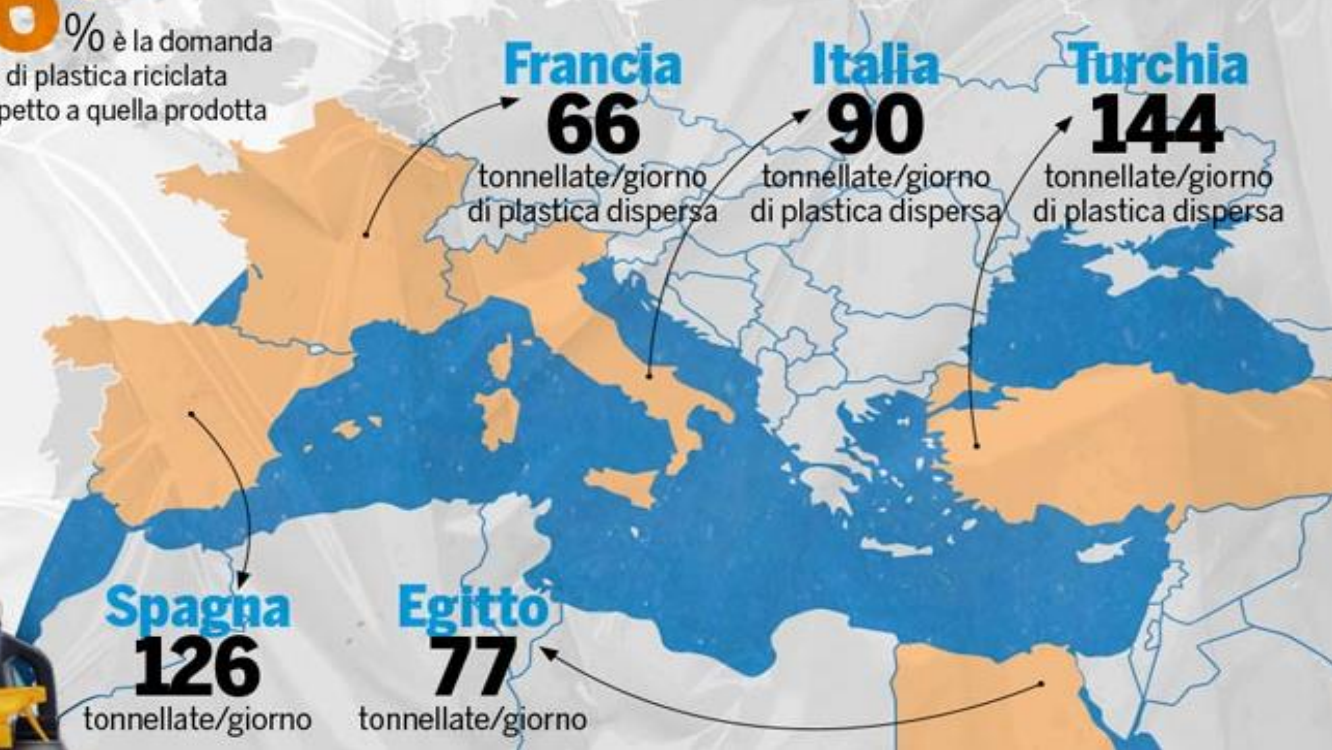 % è la domanda
di plastica riciclata
petto a quella prodotta
Francia
66
tonnellate/giorno
di plastica dispersa
Italia
90
tonnellate/giorno
di plastica dispersa
Turchia
144
tonnellate/giorno
di plastica dispersa
Spagna
126
tonnellate/giorno
Egitto
77
tonnellate/giorno